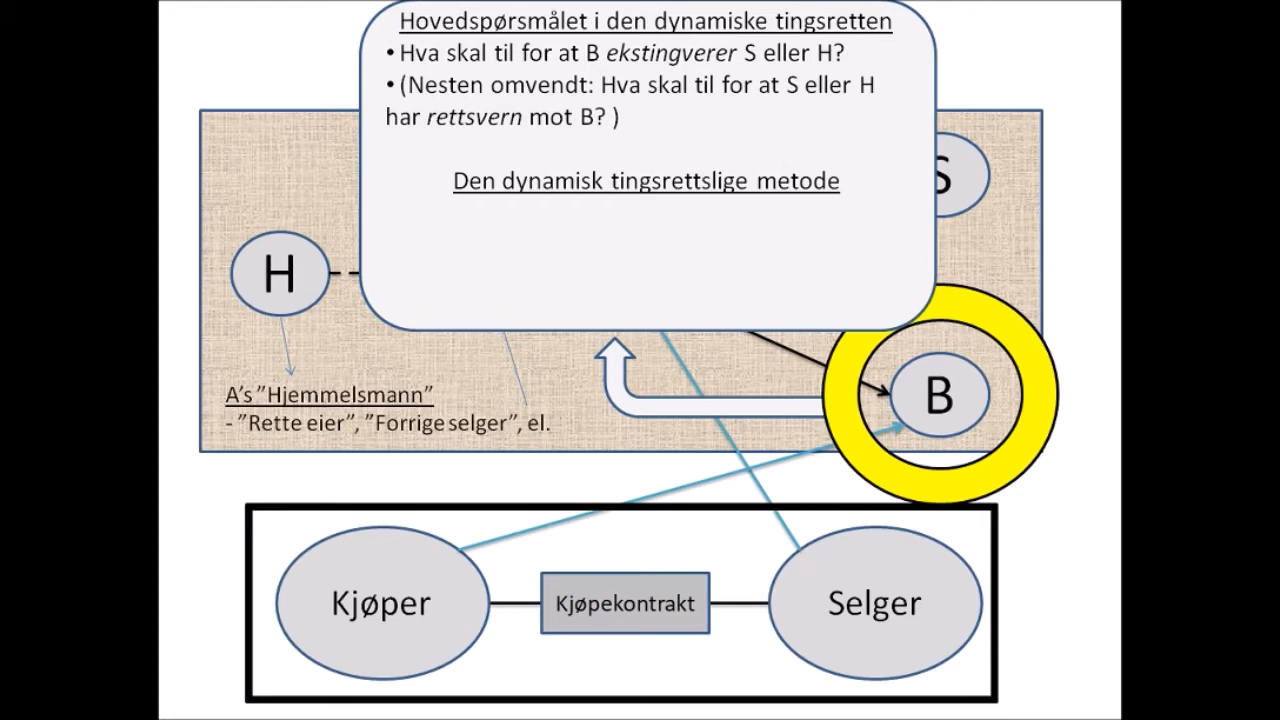 Hovedspørsmålet i den dynamiske tingsretten
• Hva skal til for at B ekstingverer S eller H?
• (Nesten omvendt: Hva skal til for at S eller H
har rettsvern mot B? )
Den dynamisk tingsrettslige metode
S
H
B
A's "Hjemmelsmann"
- "Rette eier", "Forrige selger", el.
Kjøper
Kjøpekontrakt
Selger